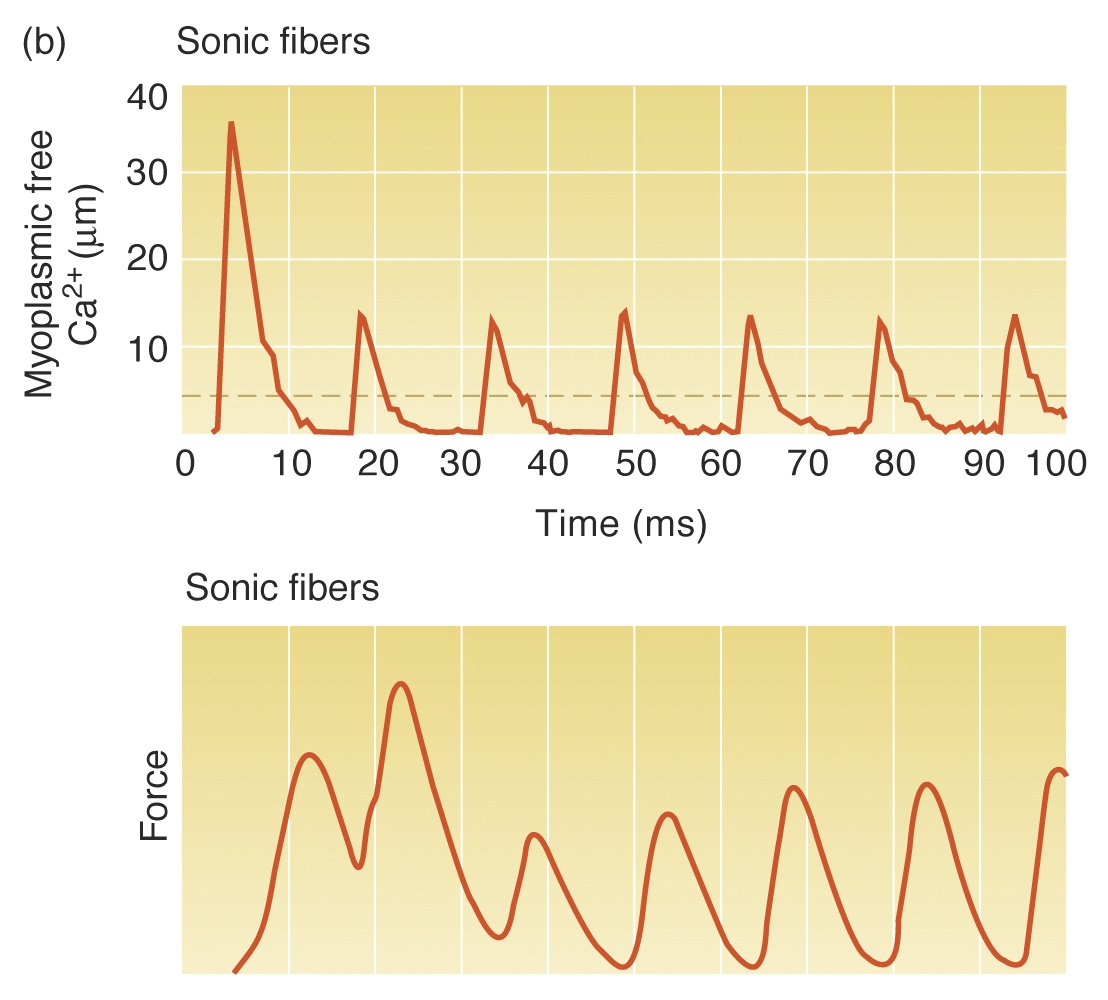 (b) Sonic fibers
Myoplasmic free
Ca²⁺ (μm)
40
30
20
10
0 10 20 30 40 50 60 70 80 90 100
Time (ms)
Sonic fibers
Force